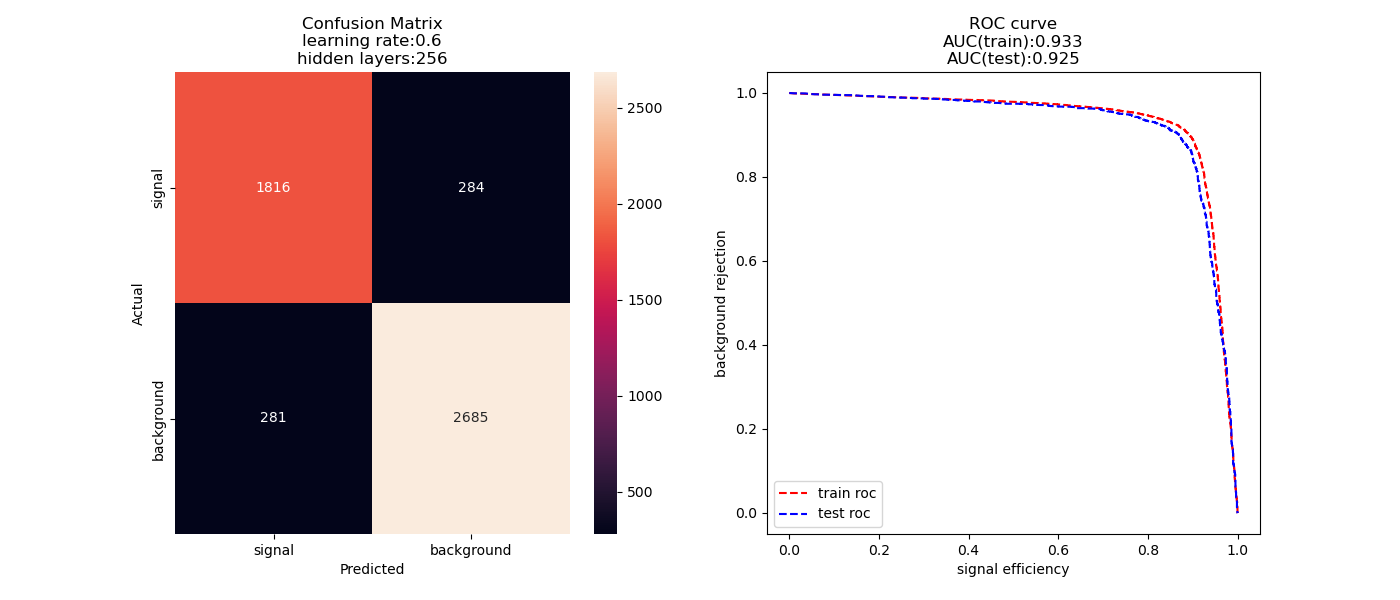 Confusion Matrix
learning rate:0.6
hidden layers:256
signal
background
Actual
1816
284
281
2685
signal
background
Predicted
2500
2000
1500
1000
500
ROC curve
AUC(train):0.933
AUC(test):0.925
background rejection
1.0
0.8
0.6
0.4
0.2
0.0
train roc
test roc
0.0 0.2 0.4 0.6 0.8 1.0
signal efficiency